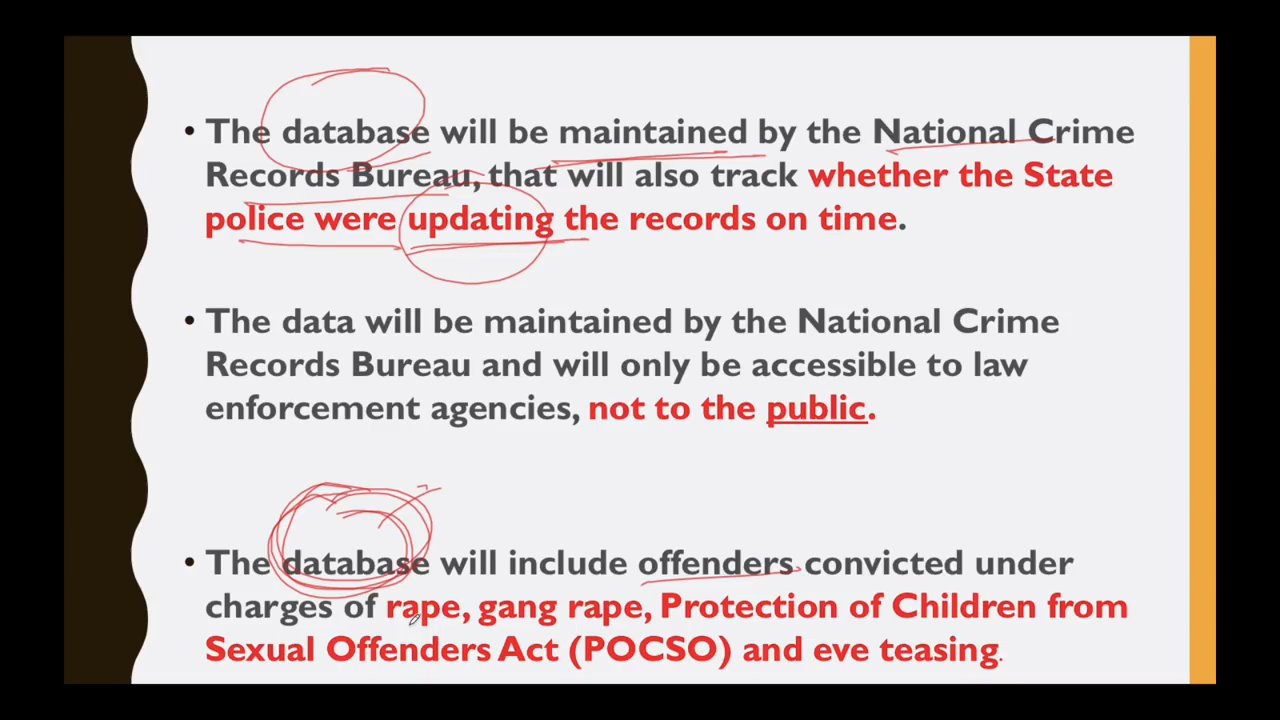 • The database will be maintained by the National Crime
Records Bureau, that will also track whether the State
police were updating the records on time.
• The data will be maintained by the National Crime
Records Bureau and will only be accessible to law
enforcement agencies, not to the public.
• The database will include offenders convicted under
charges of rape, gang rape, Protection of Children from
Sexual Offenders Act (POCSO) and eve teasing.